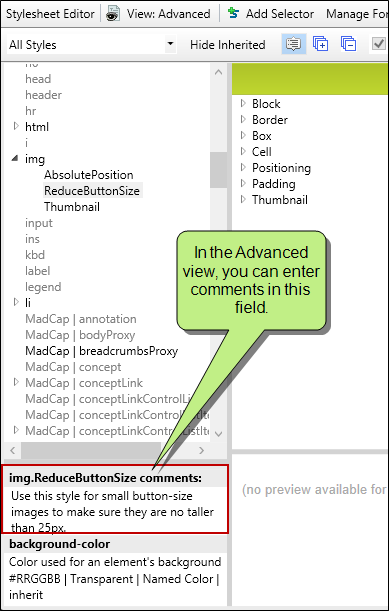 Stylesheet Editor View: Advanced Add Selector Manage Fo
All Styles Hide Inherited
head
header
hr
html
i
img
AbsolutePosition
ReduceButtonSize
Thumbnail
input
ins
kbd
label
legend
li
MadCap | annotation
MadCap | bodyProxy
MadCap | breadcrumbsProxy
MadCap | concept
MadCap | conceptLink
MadCap | conceptLinkControlLi
MadCap | conceptLinkControlListIte
MadCap | conceptLinkControlListIte
Block
Border
Box
Cell
Positioning
Padding
Thumbnail
In the Advanced
view, you can enter
comments in this
field.
img.ReduceButtonSize comments:
Use this style for small button-size
images to make sure they are no taller
than 25px.
background-color
Color used for an element's background
#RRGGBB | Transparent | Named Color |
inherit
(no preview available for